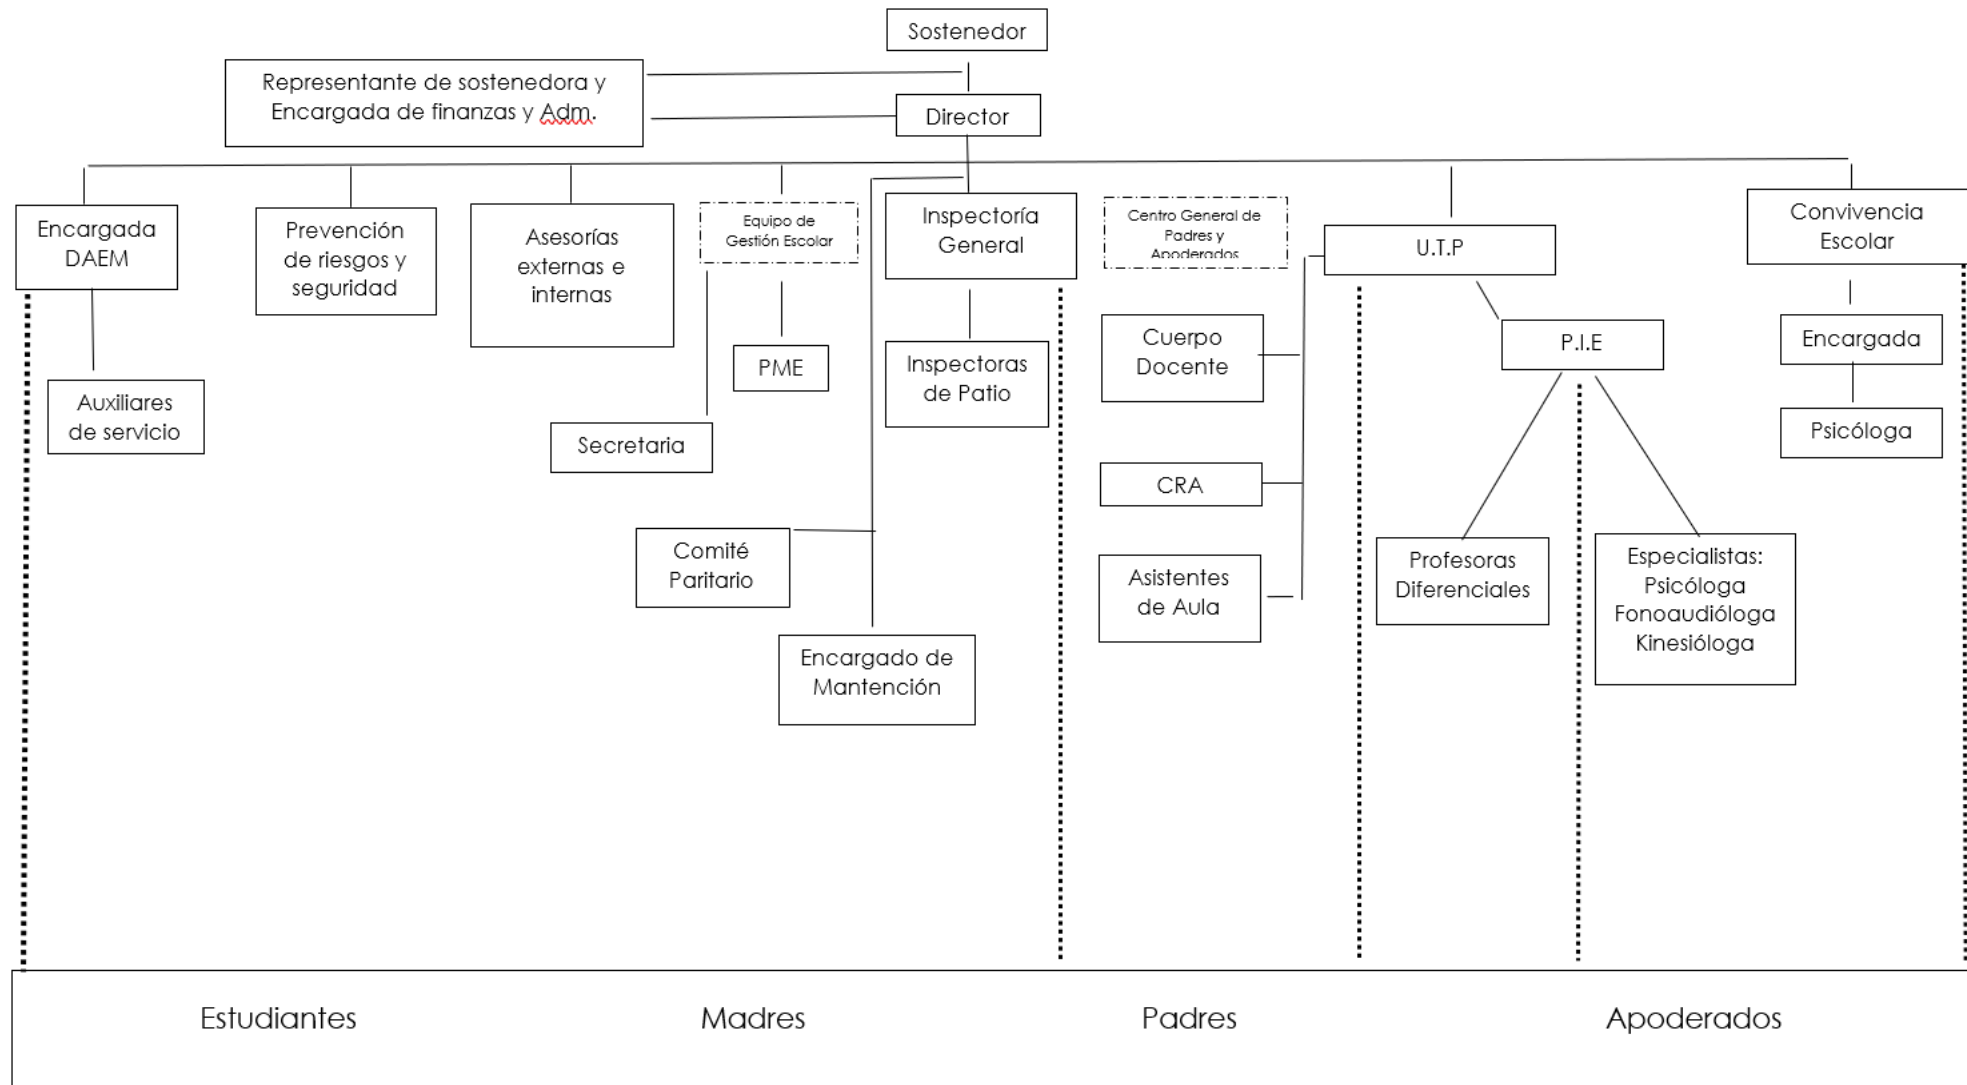 Sostenedor
Representante de sostenedora y
Encargada de finanzas y Adm.
Director
Encargada
DAEM
Prevención
de riesgos y
seguridad
Asesorías
externas e
internas
Equipo de
Gestión Escolar
Inspectoría
General
Centro General de
Padres y
Apoderados
U.T.P
Convivencia
Escolar
Auxiliares
de servicio
PME
Secretaria
Inspectoras
de Patio
Comité
Paritario
Encargado de
Mantención
Cuerpo
Docente
CRA
Asistentes
de Aula
P.I.E
Profesoras
Diferenciales
Especialistas:
Psicóloga
Fonoaudióloga
Kinesióloga
Encargada
Psicóloga
Estudiantes
Madres
Padres
Apoderados